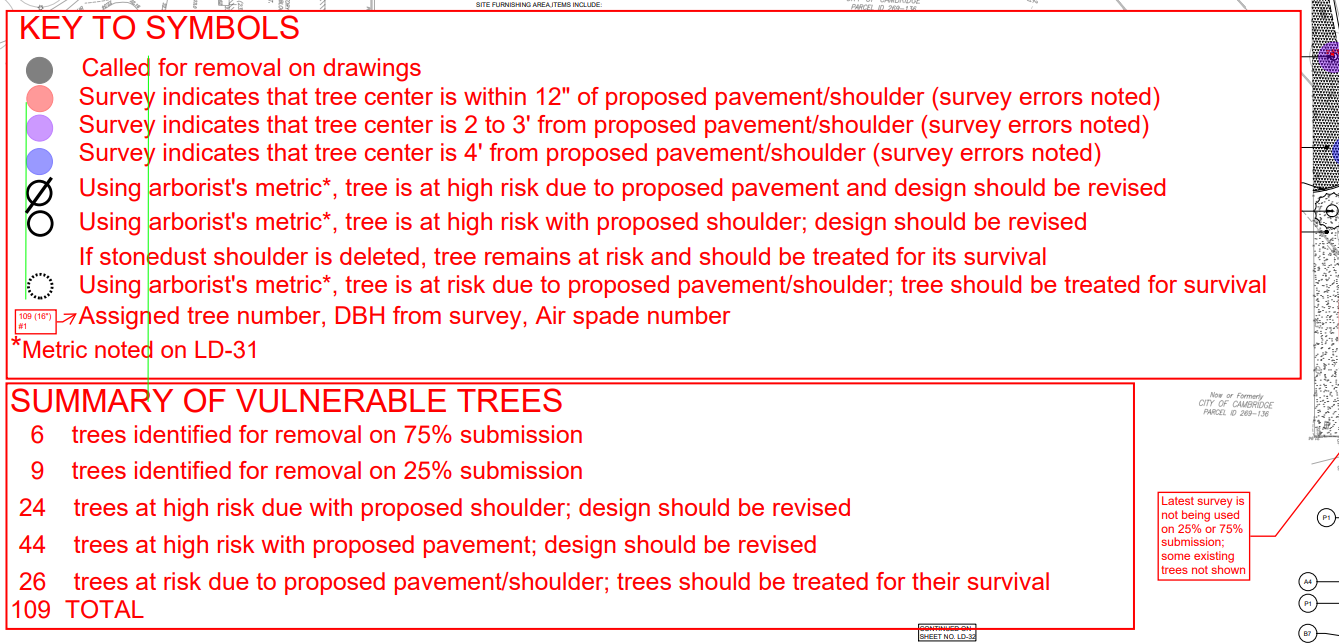 SITE FURNISHING AREA,ITEMS INCLUDE:
PARCEL ID 269-136
KEY TO SYMBOLS
Called for removal on drawings
Survey indicates that tree center is within 12" of proposed pavement/shoulder (survey errors noted)
Survey indicates that tree center is 2 to 3' from proposed pavement/shoulder (survey errors noted)
Survey indicates that tree center is 4' from proposed pavement/shoulder (survey errors noted)
Using arborist's metric*, tree is at high risk due to proposed pavement and design should be revised
Using arborist's metric*, tree is at high risk with proposed shoulder; design should be revised
If stonedust shoulder is deleted, tree remains at risk and should be treated for its survival
Using arborist's metric*, tree is at risk due to proposed pavement/shoulder; tree should be treated for survival
109 (16")
#1
Assigned tree number, DBH from survey, Air spade number
*Metric noted on LD-31
SUMMARY OF VULNERABLE TREES
6 trees identified for removal on 75% submission
9 trees identified for removal on 25% submission
24 trees at high risk due with proposed shoulder; design should be revised
44 trees at high risk with proposed pavement; design should be revised
26 trees at risk due to proposed pavement/shoulder; trees should be treated for their survival
109 TOTAL
Now or Formerly
CITY OF CAMBRIDGE
PARCEL ID 269-136
Latest survey is
not being used
on 25% or 75%
submission;
some existing
trees not shown
P1
A4
P1
B7
CONTINUED ON
SHEET NO. LD-32